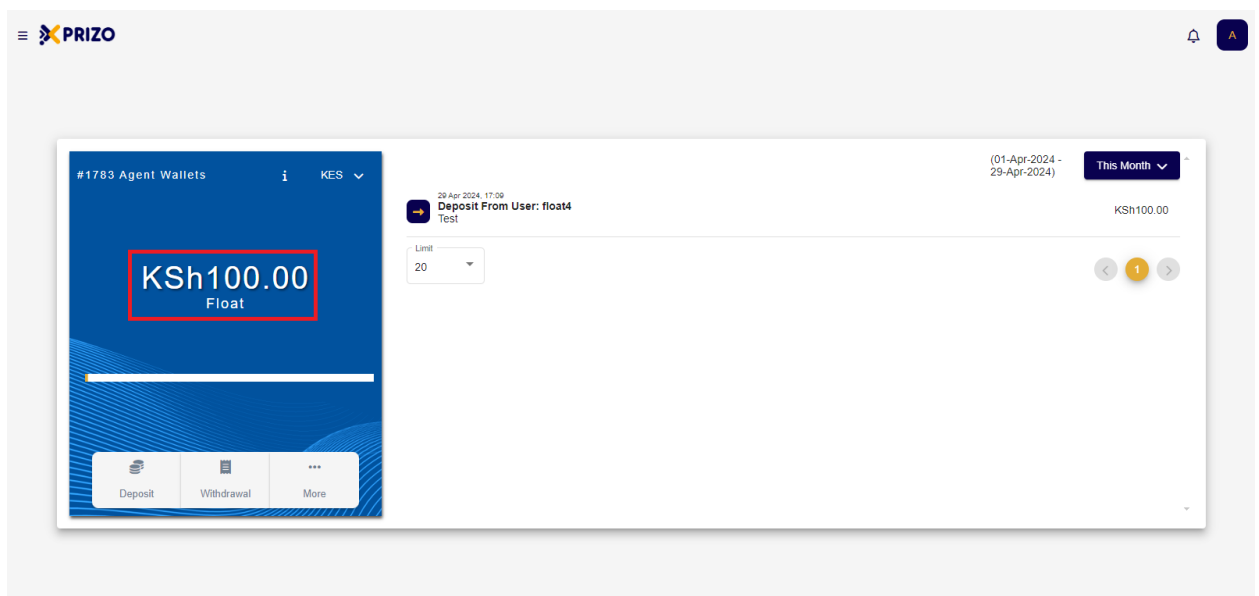 PRIZO
A
#1783 Agent Wallets i KES
KSh100.00
Float
Deposit Withdrawal More
(01-Apr-2024 -
29-Apr-2024)
This Month
29 Apr 2024, 17:09
Deposit From User: float4
Test
KSh100.00
Limit
20
1